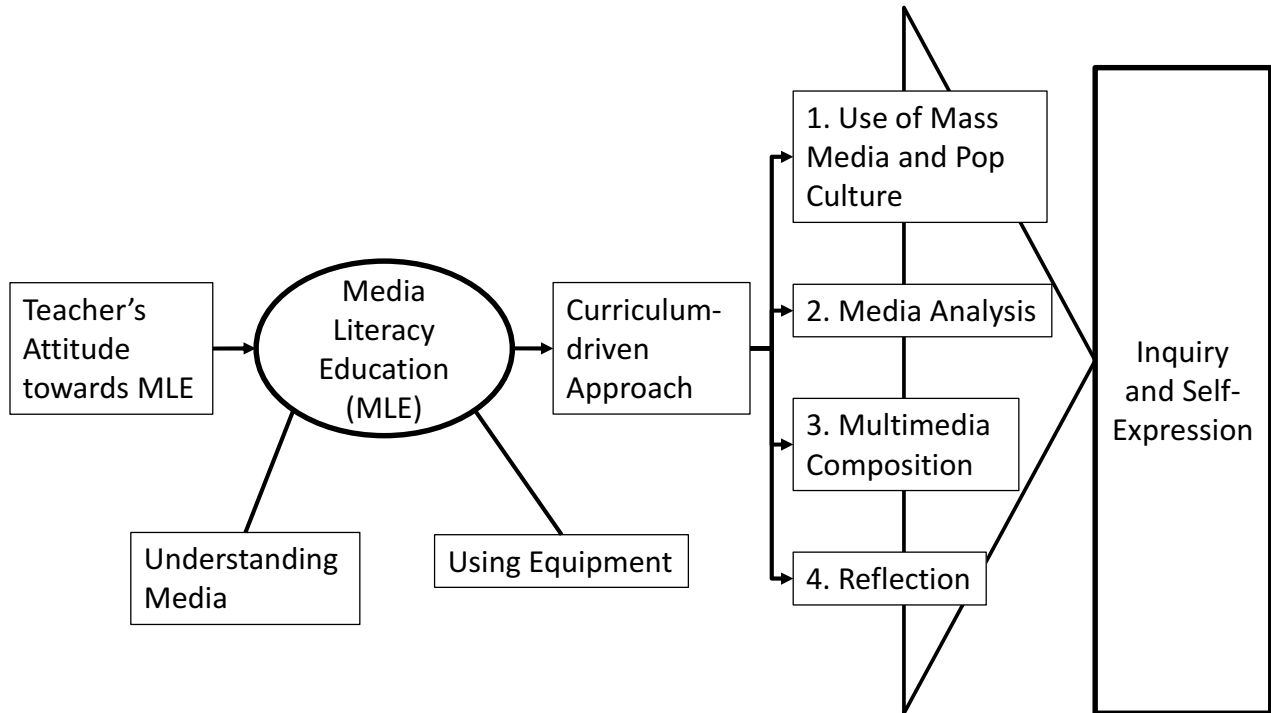 Teacher’s
Attitude
towards MLE
Media
Literacy
Education
(MLE)
Understanding
Media
Using Equipment
Curriculum-
driven
Approach
1. Use of Mass
Media and Pop
Culture
2. Media Analysis
3. Multimedia
Composition
4. Reflection
Inquiry
and Self-
Expression